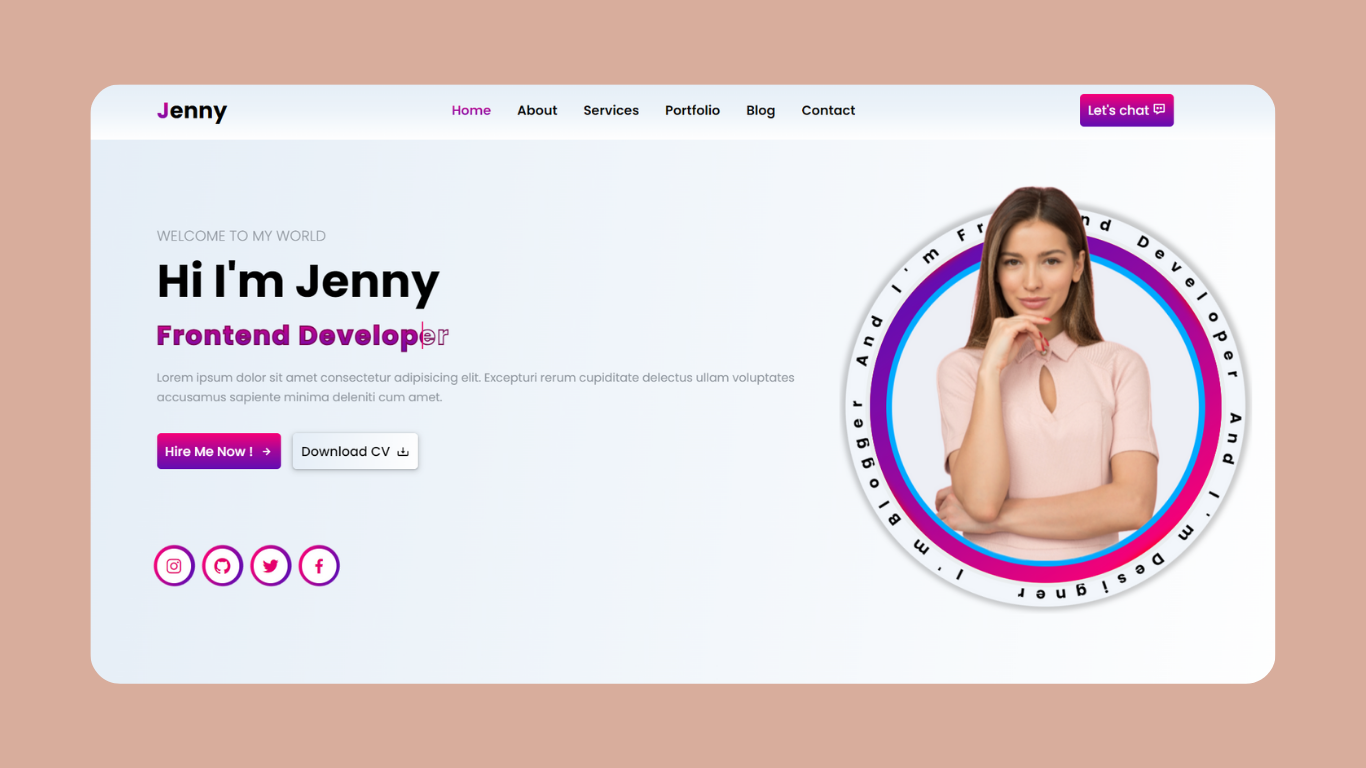 Jenny
Home About Services Portfolio Blog Contact
Let's chat
WELCOME TO MY WORLD
Hi I'm Jenny
Frontend Developer
Lorem ipsum dolor sit amet consectetur adipisicing elit. Excepturi rerum cupiditate delectus ullam voluptates
accusamus sapiente minima deleniti cum amet.
Hire Me Now !
Download CV
I'm Fr nd Developer And I'm Designer I'm Blogger And